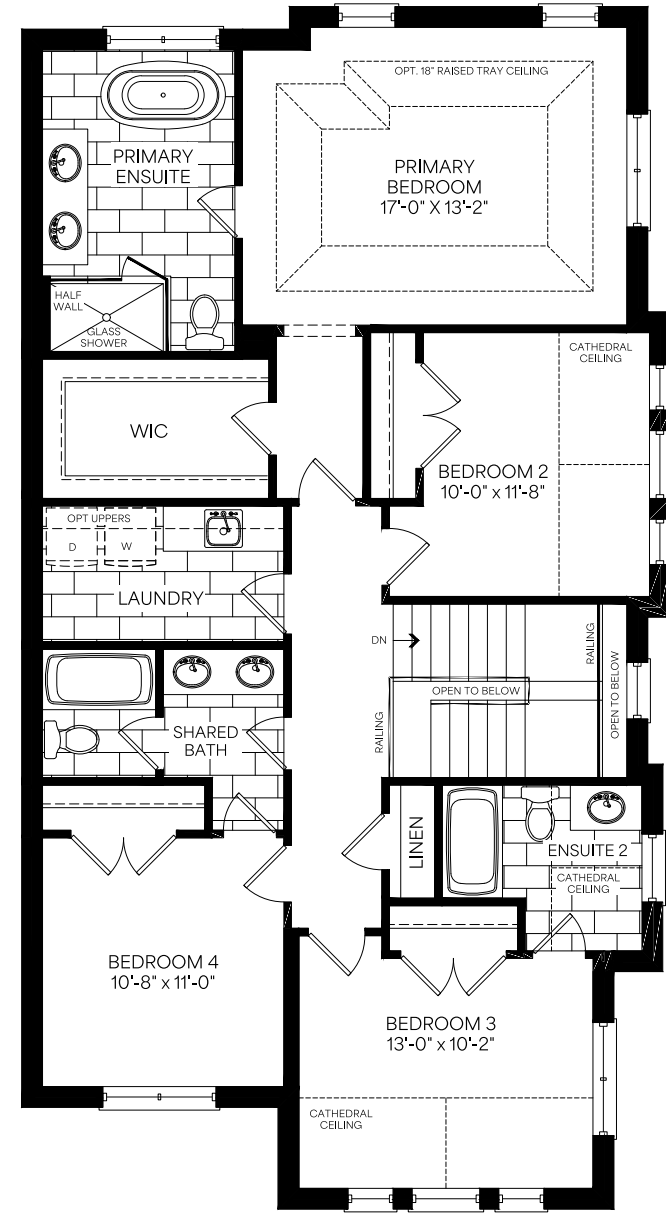 OPT. 18" RAISED TRAY CEILING
PRIMARY
ENSUITE
PRIMARY
BEDROOM
17'-0" X 13'-2"
HALF
WALL
GLASS
SHOWER
CATHEDRAL
CEILING
WIC
BEDROOM 2
10'-0" x 11'-8"
OPT UPPERS
D
W
LAUNDRY
DN
RAILING
OPEN TO BELOW
OPEN TO BELOW
RAILING
SHARED
BATH
LINEN
ENSUITE 2
CATHEDRAL
CEILING
BEDROOM 4
10'-8" x 11'-0"
BEDROOM 3
13'-0" x 10'-2"
CATHEDRAL
CEILING